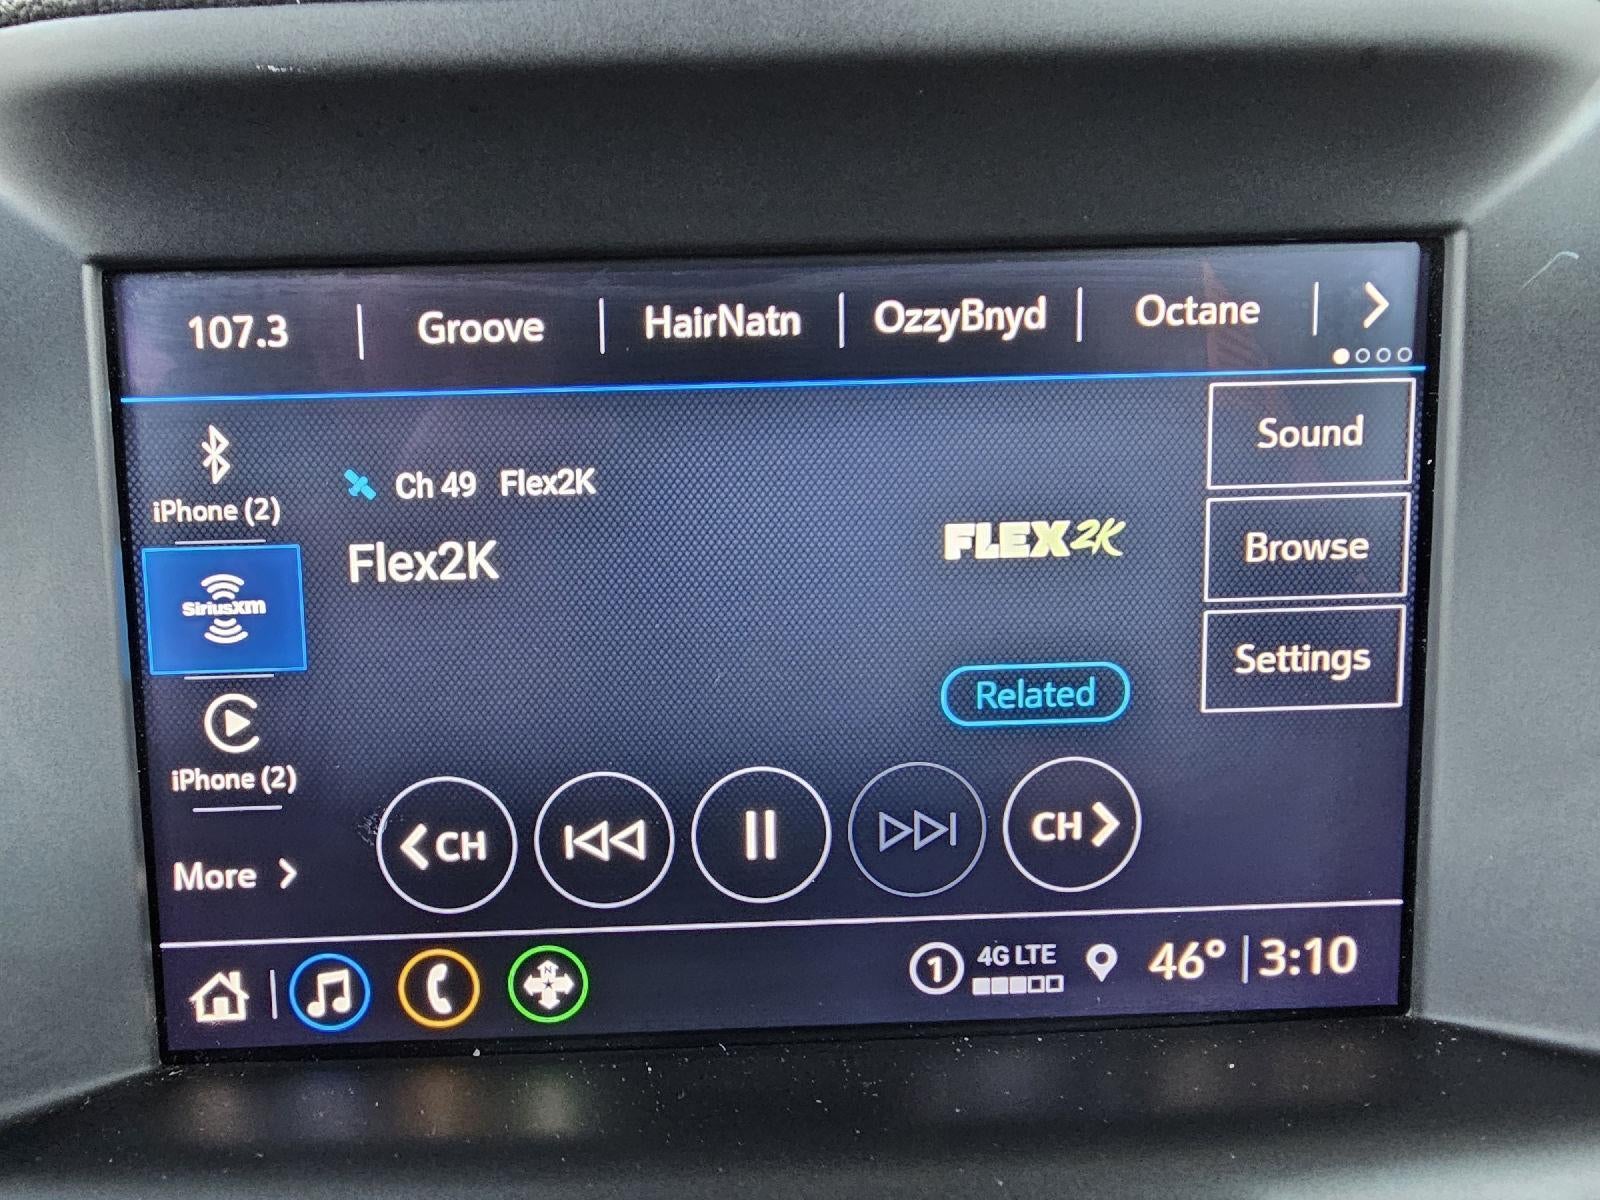 107.3
Groove
HairNatn
OzzyBnyd
Octane
iPhone (2)
Ch 49 Flex2K
Flex2K
FLEX2K
Sound
Browse
Settings
SiriusXM
Related
iPhone (2)
More
CH
CH
N
1
4G LTE
46° 3:10